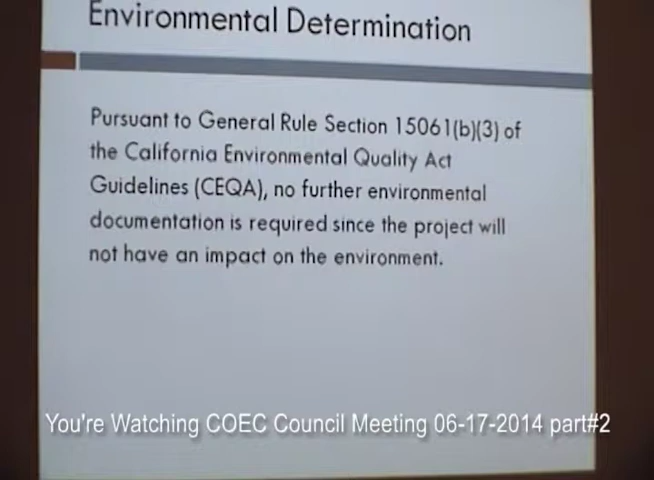 Environmental Determination
Pursuant to General Rule Section 15061(b)(3) of
the California Environmental Quality Act
Guidelines (CEQA), no further environmental
documentation is required since the project will
not have an impact on the environment.
You're Watching COEC Council Meeting 06-17-2014 part#2